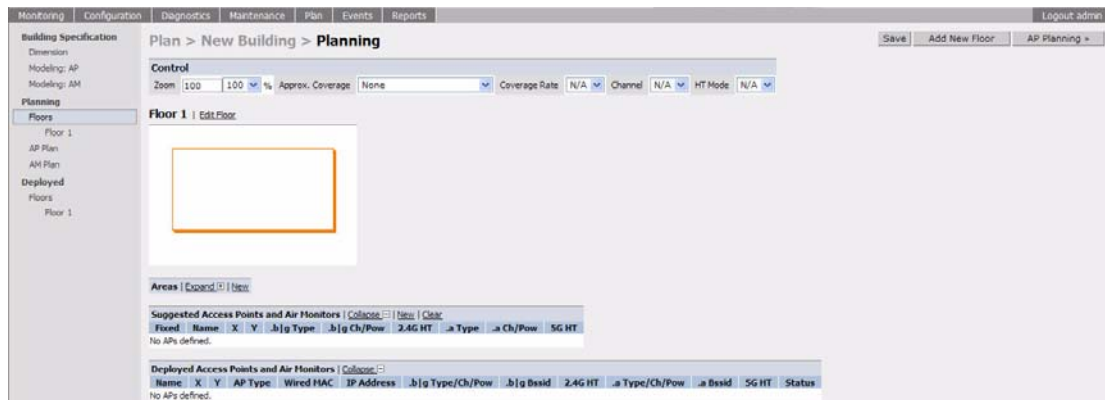 Monitoring Configuration Diagnostics Maintenance Plan Events Reports Logout admin
Building Specification
Dimension
Modeling: AP
Modeling: AM
Planning
Floors
Floor 1
AP Plan
AM Plan
Deployed
Floors
Floor 1
Plan > New Building > Planning
Save Add New Floor AP Planning »
Control
Zoom 100 100 % Approx. Coverage None Coverage Rate N/A Channel N/A HT Mode N/A
Floor 1 | Edit Floor
Areas | Expand | New
Suggested Access Points and Air Monitors | Collapse | New | Clear
Fixed Name X Y .b|g Type .b|g Ch/Pow 2.4G HT .a Type .a Ch/Pow 5G HT
No APs defined.
Deployed Access Points and Air Monitors | Collapse
Name X Y AP Type Wired MAC IP Address .b|g Type/Ch/Pow .b|g Bssid 2.4G HT .a Type/Ch/Pow .a Bssid 5G HT Status
No APs defined.